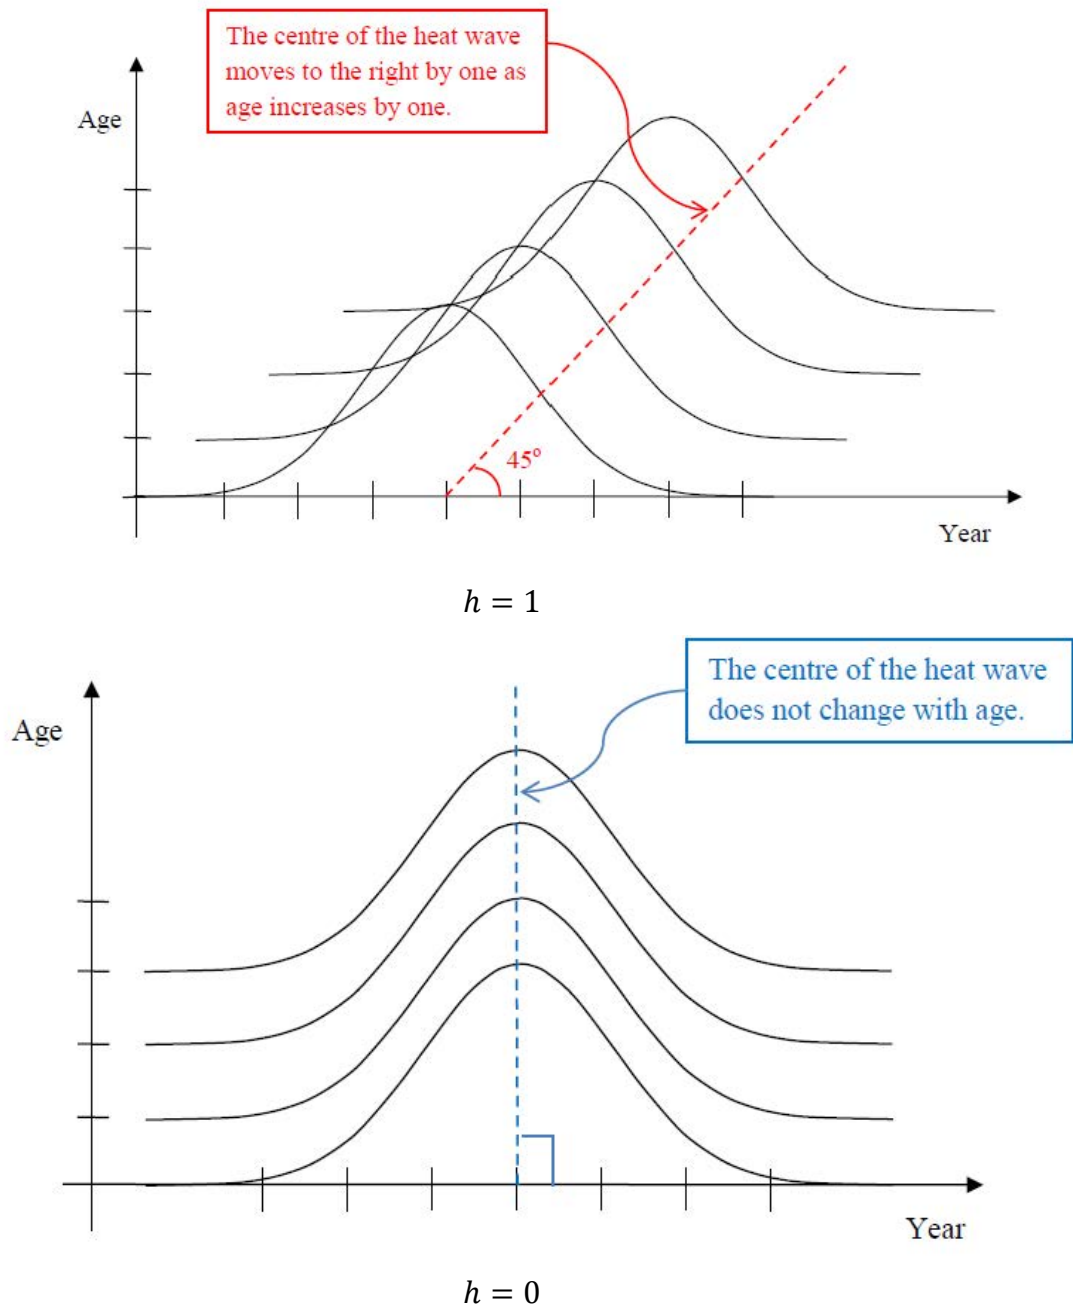 The centre of the heat wave
moves to the right by one as
age increases by one.
Age
45°
Year
h = 1
The centre of the heat wave
does not change with age.
Age
Year
h = 0